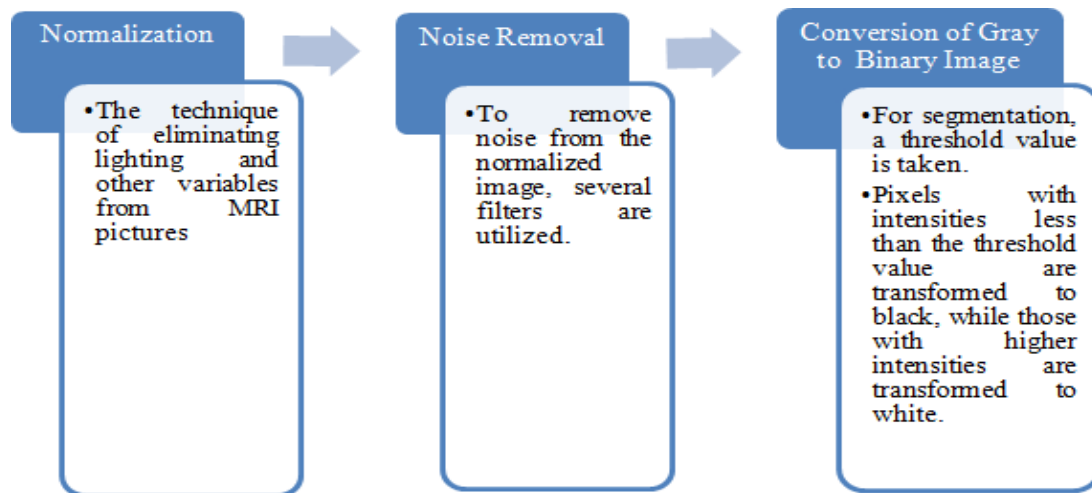 Normalization
•The technique
of eliminating
lighting and
other variables
from MRI
pictures
Noise Removal
•To remove
noise from the
normalized
image, several
filters are
utilized.
Conversion of Gray
to Binary Image
•For segmentation,
a threshold value
is taken.
•Pixels with
intensities less
than the threshold
value are
transformed to
black, while those
with higher
intensities are
transformed to
white.